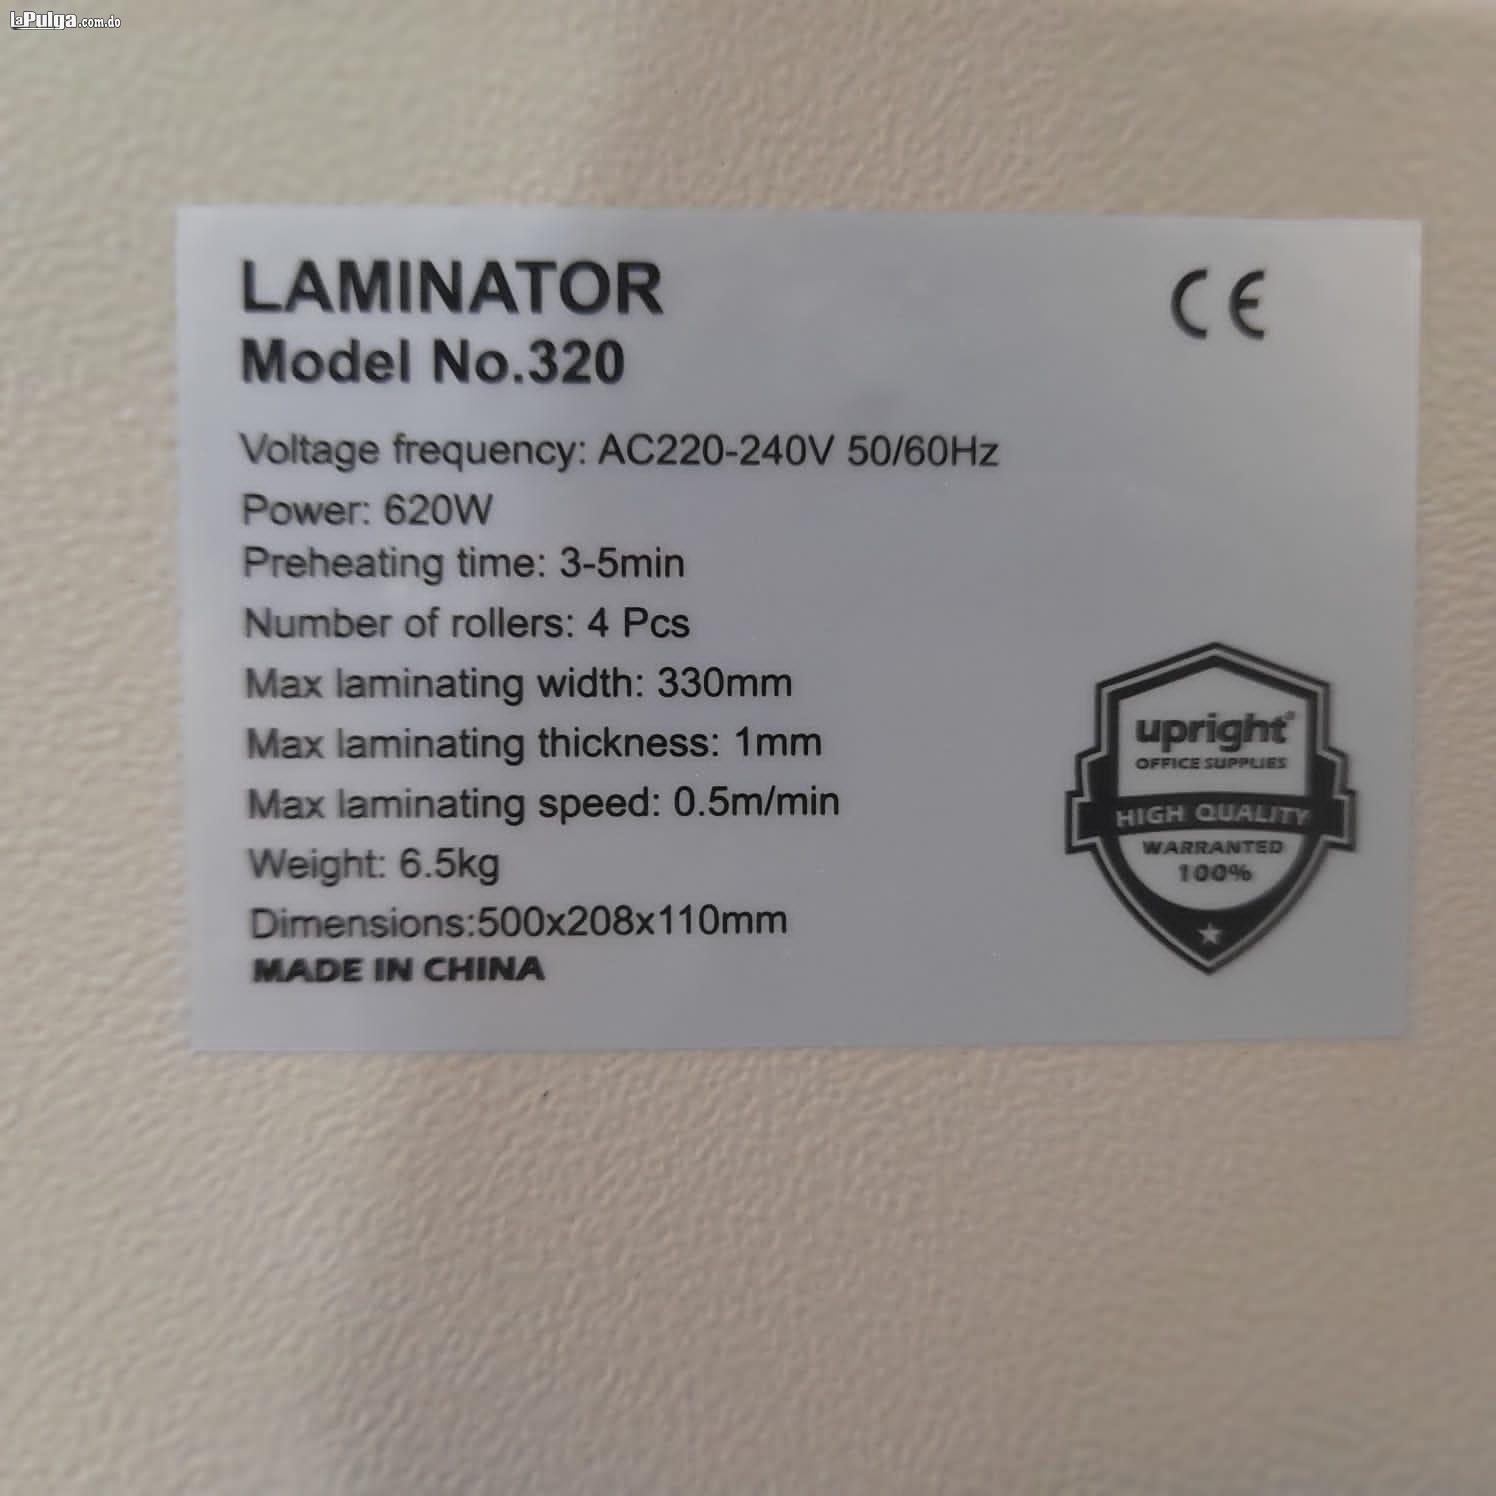 laPulga.com.do
LAMINATOR
Model No.320
CE
Voltage frequency: AC220-240V 50/60Hz
Power: 620W
Preheating time: 3-5min
Number of rollers: 4 Pcs
Max laminating width: 330mm
Max laminating thickness: 1mm
Max laminating speed: 0.5m/min
Weight: 6.5kg
Dimensions:500x208x110mm
MADE IN CHINA
upright®
OFFICE SUPPLIES
HIGH QUALITY
WARRANTED
100%